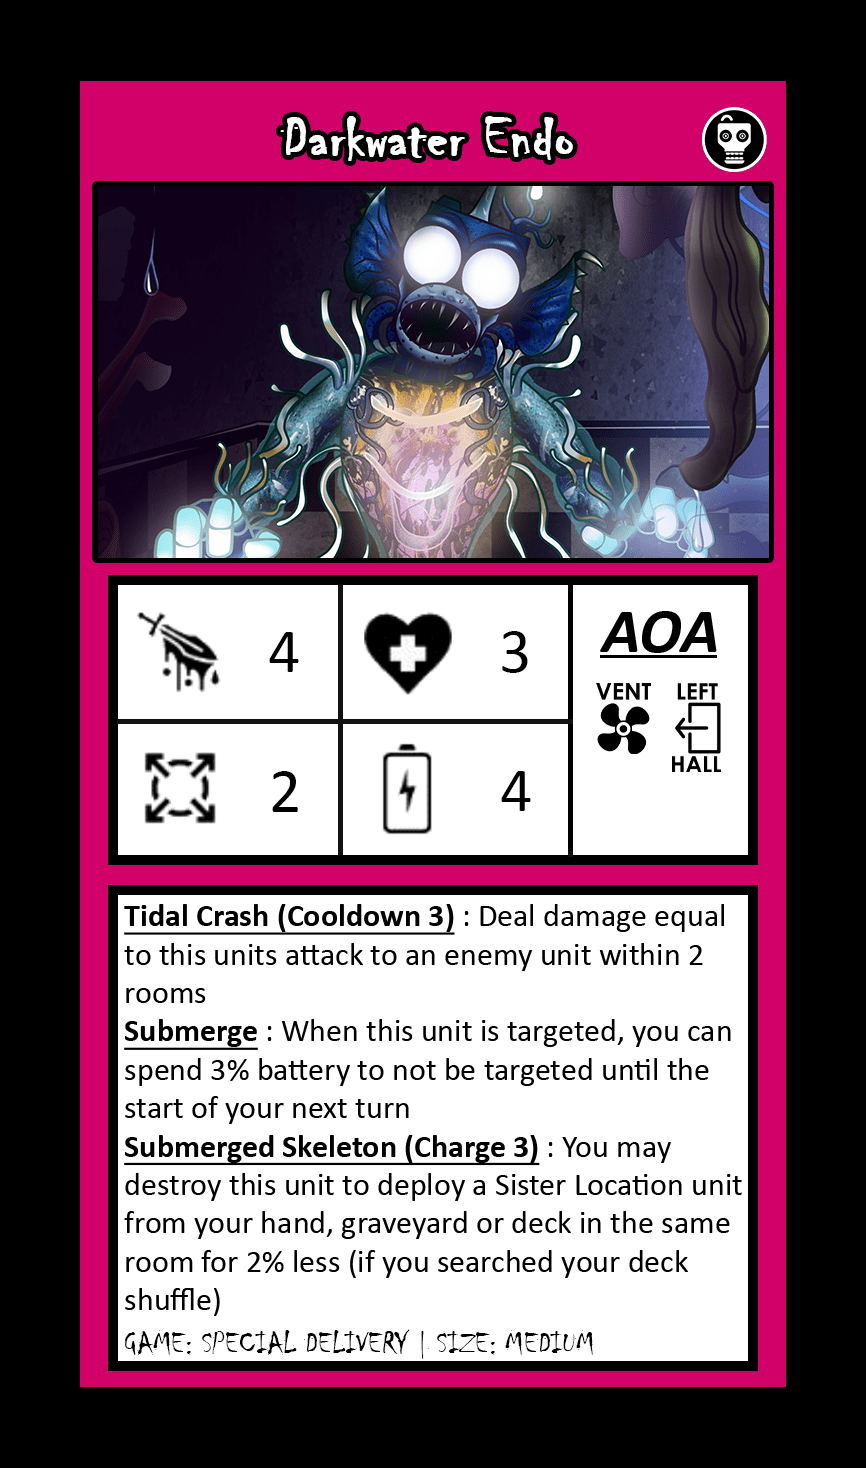 Darkwater Endo
4
3
AOA
VENT
LEFT
HALL
2
4
Tidal Crash (Cooldown 3) : Deal damage equal
to this units attack to an enemy unit within 2
rooms
Submerge : When this unit is targeted, you can
spend 3% battery to not be targeted until the
start of your next turn
Submerged Skeleton (Charge 3) : You may
destroy this unit to deploy a Sister Location unit
from your hand, graveyard or deck in the same
room for 2% less (if you searched your deck
shuffle)
GAME: SPECIAL DELIVERY | SIZE: MEDIUM